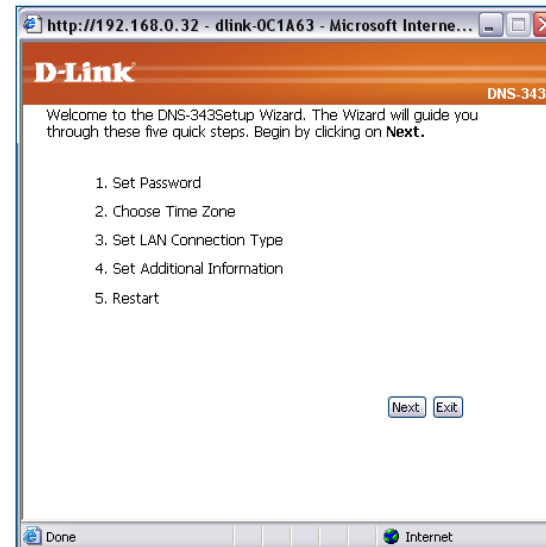 http://192.168.0.32 - dlink-0C1A63 - Microsoft Interne...
D-Link
DNS-343
Welcome to the DNS-343Setup Wizard. The Wizard will guide you
through these five quick steps. Begin by clicking on Next.
1. Set Password
2. Choose Time Zone
3. Set LAN Connection Type
4. Set Additional Information
5. Restart
Next Exit
Done Internet